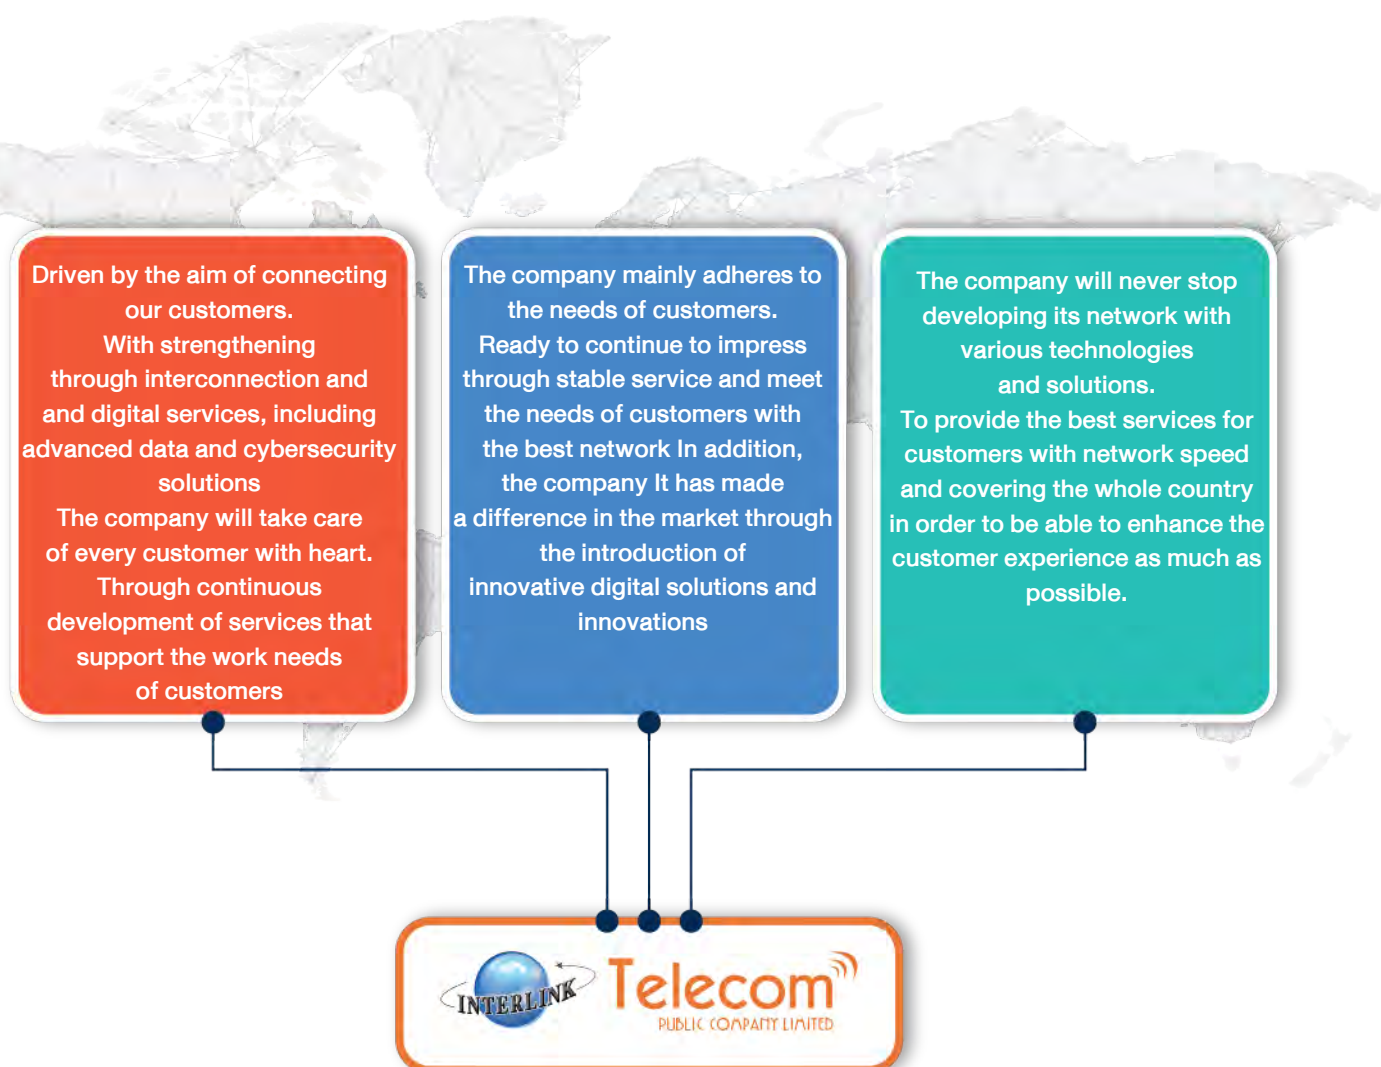 Driven by the aim of connecting
our customers.
With strengthening
through interconnection and
and digital services, including
advanced data and cybersecurity
solutions
The company will take care
of every customer with heart.
Through continuous
development of services that
support the work needs
of customers
The company mainly adheres to
the needs of customers.
Ready to continue to impress
through stable service and meet
the needs of customers with
the best network In addition,
the company It has made
a difference in the market through
the introduction of
innovative digital solutions and
innovations
The company will never stop
developing its network with
various technologies
and solutions.
To provide the best services for
customers with network speed
and covering the whole country
in order to be able to enhance the
customer experience as much as
possible.
INTERLINK
Telecom
PUBLIC COMPANY LIMITED